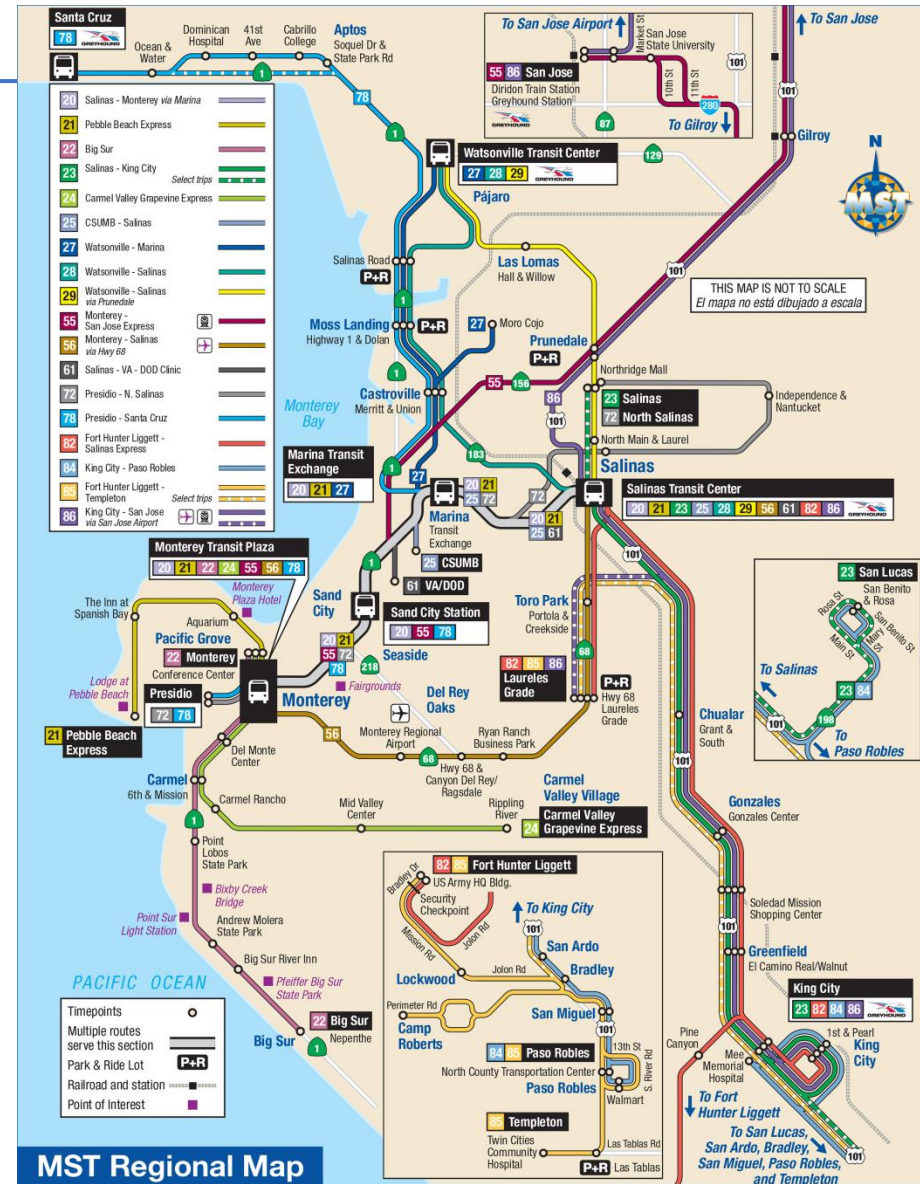 Santa Cruz
78 GREYHOUND
Ocean &
Water
Dominican
Hospital
41st
Ave
Cabrillo
College
Aptos
Soquel Dr &
State Park Rd
1
78
1
20 Salinas - Monterey via Marina
21 Pebble Beach Express
22 Big Sur
23 Salinas - King City
Select trips
24 Carmel Valley Grapevine Express
25 CSUMB - Salinas
27 Watsonville - Marina
28 Watsonville - Salinas
29 Watsonville - Salinas
via Prunedale
55 Monterey -
San Jose Express
56 Monterey - Salinas
via Hwy 68
61 Salinas - VA - DOD Clinic
72 Presidio - N. Salinas
78 Presidio - Santa Cruz
82 Fort Hunter Liggett -
Salinas Express
84 King City - Paso Robles
85 Fort Hunter Liggett -
Templeton
Select trips
86 King City - San Jose
via San Jose Airport
To San Jose Airport
Market St
San Jose
State University
55 86 San Jose
Diridon Train Station
Greyhound Station
GREYHOUND
10th St
11th St
101
280
87
To Gilroy
To San Jose
101
Gilroy
N
MST
129
Watsonville Transit Center
27 28 29 GREYHOUND
Pájaro
Las Lomas
Hall & Willow
101
THIS MAP IS NOT TO SCALE
El mapa no está dibujado a escala
Salinas Road
P+R
1
Moss Landing
Highway 1 & Dolan
P+R
27 Moro Cojo
Prunedale
P+R
1
55
156
Northridge Mall
86
101
23 Salinas
72 North Salinas
Independence &
Nantucket
Castroville
Merritt & Union
North Main & Laurel
Monterey
Bay
183
Salinas
Marina Transit
Exchange
20 21 27
1
27
20 21
25 72
72
20 21
25 61
Marina
Transit
Exchange
Salinas Transit Center
20 21 23 25 28 29 56 61 82 86 GREYHOUND
25 CSUMB
61 VA/DOD
1
101
Monterey Transit Plaza
20 21 22 24 55 56 78
Monterey
Plaza Hotel
Sand
City
Sand City Station
20 55 78
Seaside
20 21
55 72
78
218
Toro Park
Portola &
Creekside
68
82 85 86
Laureles
Grade
P+R
Hwy 68
Laureles
Grade
The Inn at
Spanish Bay
Aquarium
Pacific Grove
22 Monterey
Conference Center
Lodge at
Pebble Beach
Presidio
72 78
Monterey
Fairgrounds
Del Rey
Oaks
21 Pebble Beach
Express
56
Monterey Regional
Airport
68
Ryan Ranch
Business Park
Hwy 68 &
Canyon Del Rey/
Ragsdale
Del Monte
Center
Carmel
6th & Mission
Carmel Rancho
Mid Valley
Center
Rippling
River
Carmel
Valley Village
24 Carmel Valley
Grapevine Express
1
Point
Lobos
State Park
Bixby Creek
Bridge
Point Sur
Light Station
Andrew Molera
State Park
Big Sur River Inn
Pfeiffer Big Sur
State Park
PACIFIC OCEAN
Big Sur
22 Big Sur
Nepenthe
1
Timepoints
Multiple routes
serve this section
Park & Ride Lot P+R
Railroad and station
Point of Interest
23 San Lucas
San Benito
& Rosa
Rosa St
San Benito St
Mary St
Main St
To Salinas
101
23 84
198
To
Paso Robles
Chualar
Grant &
South
101
Gonzales
Gonzales Center
Soledad Mission
Shopping Center
101
Greenfield
El Camino Real/Walnut
King City
23 82 84 86 GREYHOUND
1st & Pearl
King
City
Pine
Canyon
Mee
Memorial
Hospital
To Fort
Hunter Liggett
To San Lucas,
San Ardo, Bradley,
San Miguel, Paso Robles,
and Templeton
101
82 85 Fort Hunter Liggett
US Army HQ Bldg.
Bradley Dr
Security
Checkpoint
Jolon Rd
Mission Rd
To King City
101
San Ardo
Bradley
Lockwood
Jolon Rd
Perimeter Rd
Camp
Roberts
San Miguel
101
84 85 Paso Robles
North County Transportation Center
Paso Robles
13th St
S. River Rd
Walmart
85 Templeton
Twin Cities
Community
Hospital
Las Tablas Rd
P+R Las Tablas
MST Regional Map